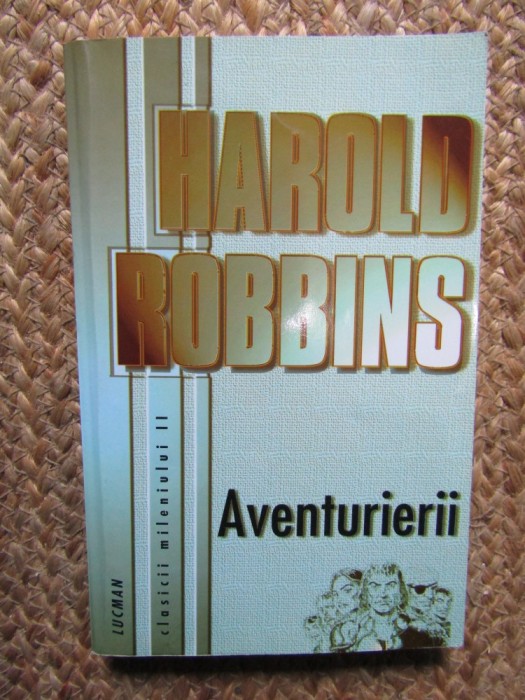 HAROLD
ROBBINS
Aventurierii
clasicii mileniului II
LUCMAN